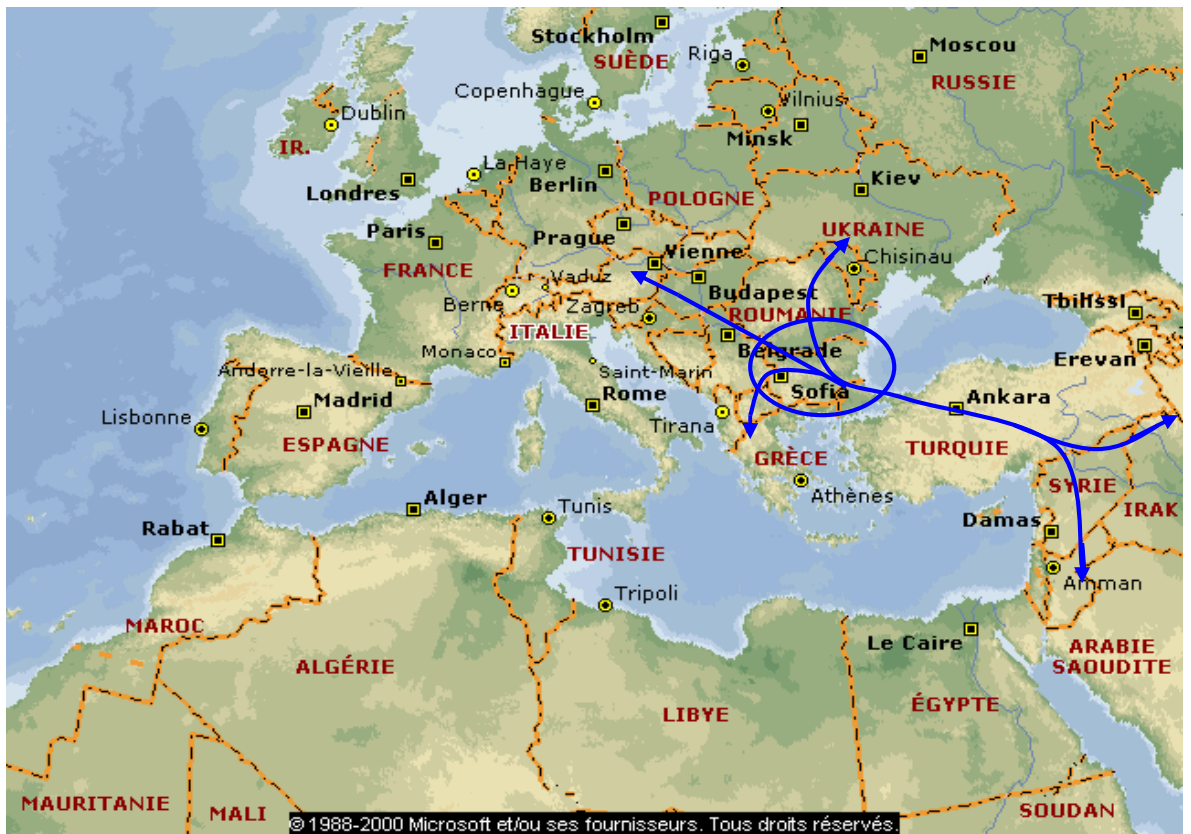 Stockholm
SUÈDE
Riga
Moscou
RUSSIE
Copenhague
Vilnius
Dublin
Minsk
IR.
La Haye
Londres
Berlin
Kiev
POLOGNE
Paris
Prague
UKRAINE
FRANCE
Vienne
Chisinau
Vaduz
Budapest
Berne
Zagreb
ROUMANIE
Tbilissi
ITALIE
Belgrade
Erevan
Monaco
Andorre-la-Vieille
Saint-Marin
Sofia
Madrid
Rome
Ankara
Lisbonne
Tirana
ESPAGNE
TURQUIE
GRÈCE
SYRIE
Athènes
Alger
Tunis
IRAK
Rabat
Damas
TUNISIE
Amman
Tripoli
MAROC
Le Caire
ARABIE
SAOUDITE
ALGÉRIE
ÉGYPTE
LIBYE
MAURITANIE
MALI
SOUDAN
© 1988-2000 Microsoft et/ou ses fournisseurs. Tous droits réservés.